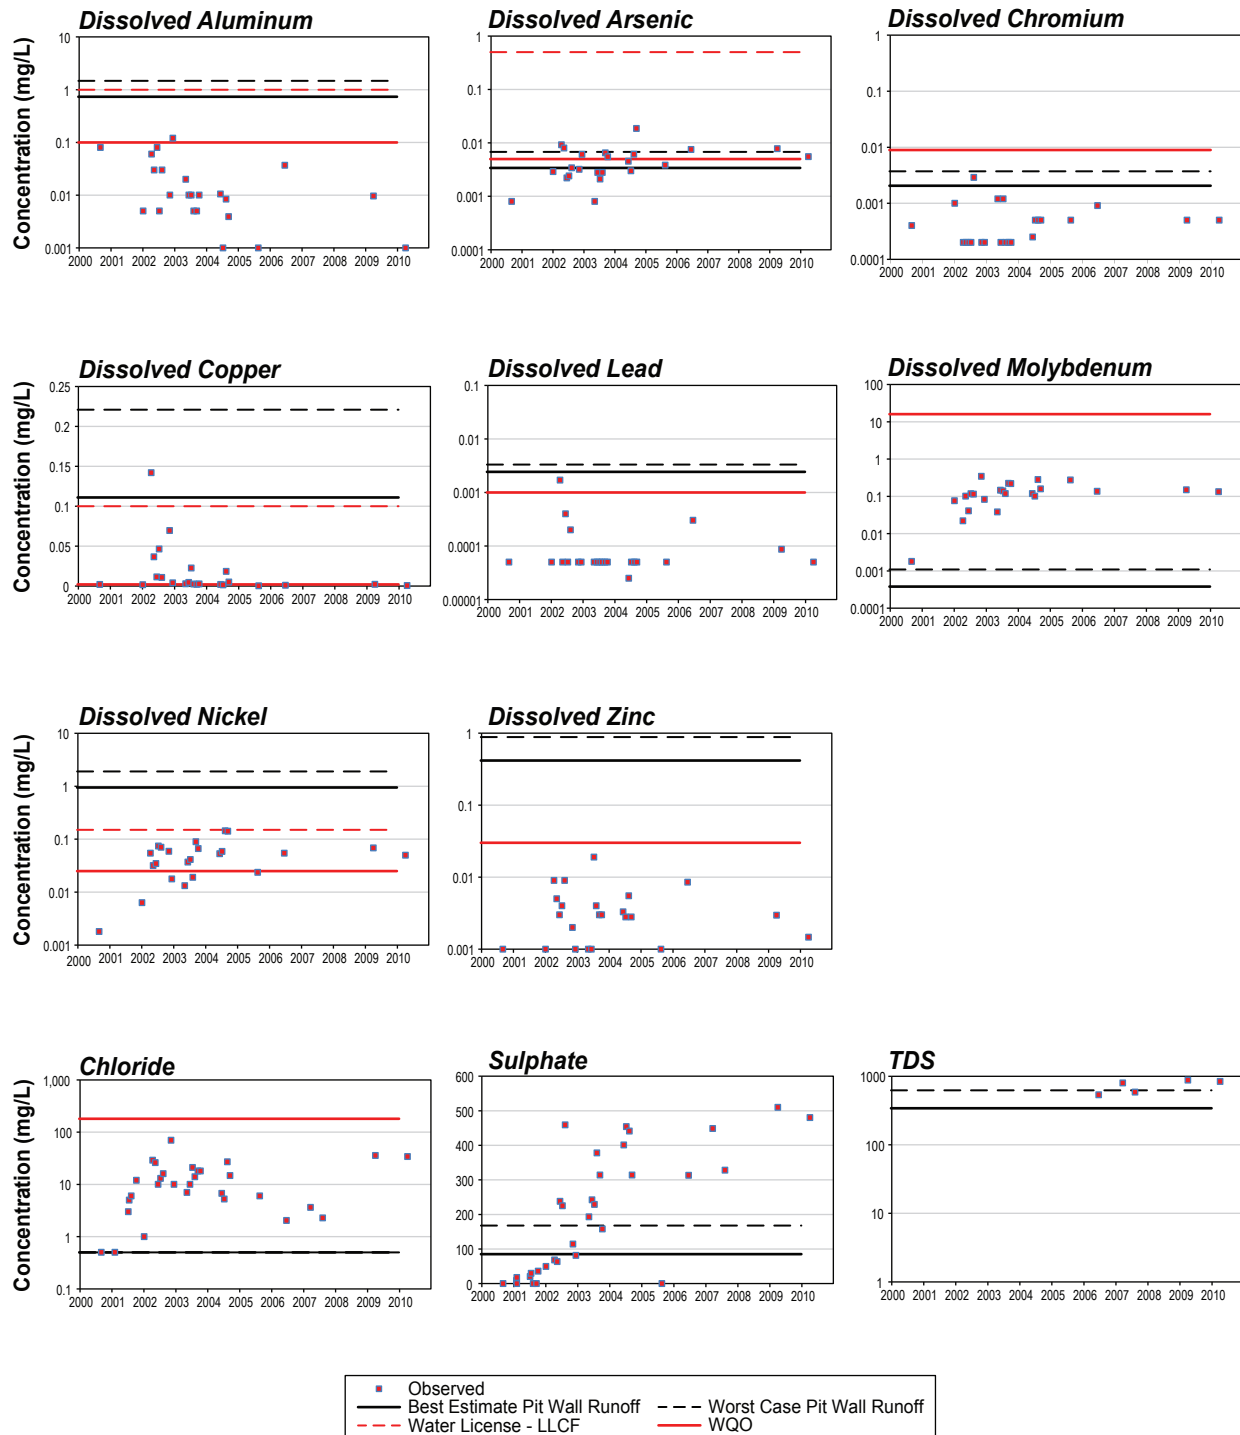 Dissolved Aluminum
Concentration (mg/L)
10
1
0.1
0.01
0.001
2000 2001 2002 2003 2004 2005 2006 2007 2008 2009 2010
Dissolved Arsenic
1
0.1
0.01
0.001
0.0001
2000 2001 2002 2003 2004 2005 2006 2007 2008 2009 2010
Dissolved Chromium
1
0.1
0.01
0.001
0.0001
2000 2001 2002 2003 2004 2005 2006 2007 2008 2009 2010
Dissolved Copper
Concentration (mg/L)
0.25
0.2
0.15
0.1
0.05
0
2000 2001 2002 2003 2004 2005 2006 2007 2008 2009 2010
Dissolved Lead
0.1
0.01
0.001
0.0001
0.00001
2000 2001 2002 2003 2004 2005 2006 2007 2008 2009 2010
Dissolved Molybdenum
100
10
1
0.1
0.01
0.001
0.0001
2000 2001 2002 2003 2004 2005 2006 2007 2008 2009 2010
Dissolved Nickel
Concentration (mg/L)
10
1
0.1
0.01
0.001
2000 2001 2002 2003 2004 2005 2006 2007 2008 2009 2010
Dissolved Zinc
1
0.1
0.01
0.001
2000 2001 2002 2003 2004 2005 2006 2007 2008 2009 2010
Chloride
Concentration (mg/L)
1,000
100
10
1
0.1
2000 2001 2002 2003 2004 2005 2006 2007 2008 2009 2010
Sulphate
600
500
400
300
200
100
0
2000 2001 2002 2003 2004 2005 2006 2007 2008 2009 2010
TDS
1000
100
10
1
2000 2001 2002 2003 2004 2005 2006 2007 2008 2009 2010
Observed
Best Estimate Pit Wall Runoff
Worst Case Pit Wall Runoff
Water License - LLCF
WQO